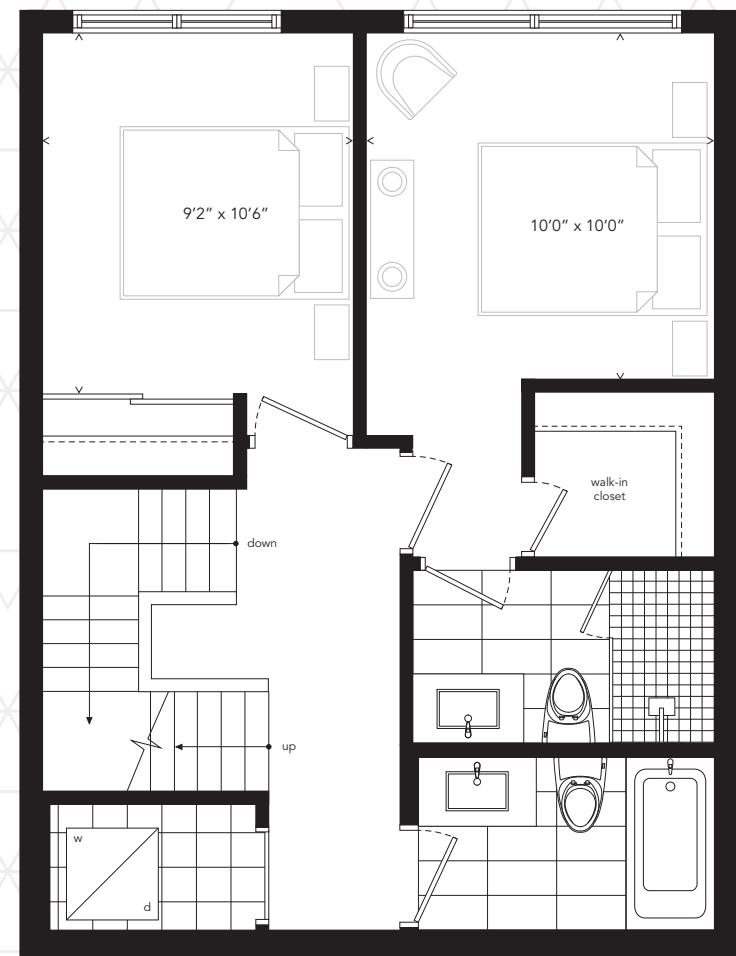 9’2” x 10’6”
10’0” x 10’0”
walk-in
closet
down
up
w
d